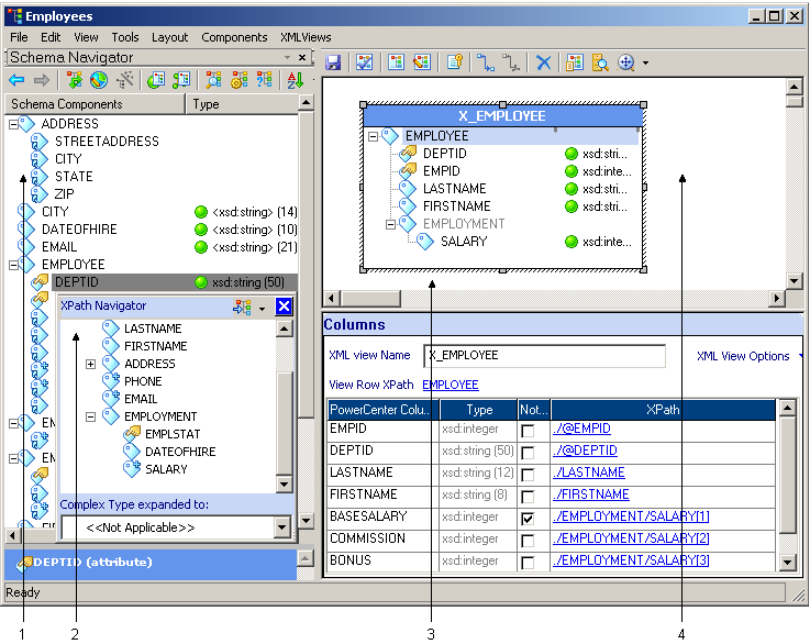 Employees
File Edit View Tools Layout Components XMLViews
Schema Navigator
Schema Components Type
ADDRESS
STREETADDRESS
CITY
STATE
ZIP
CITY <xsd:string> (14)
DATEOFHIRE <xsd:string> (10)
EMAIL <xsd:string> (21)
EMPLOYEE
DEPTID xsd:string (50)
XPath Navigator
LASTNAME
FIRSTNAME
ADDRESS
PHONE
EMAIL
EMPLOYMENT
EMPLSTAT
DATEOFHIRE
SALARY
Complex Type expanded to:
<<Not Applicable>>
EM
EM
DEPTID (attribute)
Ready
X_EMPLOYEE
EMPLOYEE
DEPTID xsd:stri...
EMPID xsd:inte...
LASTNAME xsd:stri...
FIRSTNAME xsd:stri...
EMPLOYMENT
SALARY xsd:inte...
Columns
XML view Name X_EMPLOYEE XML View Options
View Row XPath EMPLOYEE
PowerCenter Colu... Type Not... XPath
EMPID xsd:integer ./@EMPID
DEPTID xsd:string (50) ./@DEPTID
LASTNAME xsd:string (12) ./LASTNAME
FIRSTNAME xsd:string (8) ./FIRSTNAME
BASESALARY xsd:integer ./EMPLOYMENT/SALARY[1]
COMMISSION xsd:integer ./EMPLOYMENT/SALARY[2]
BONUS xsd:integer ./EMPLOYMENT/SALARY[3]
1 2 3 4